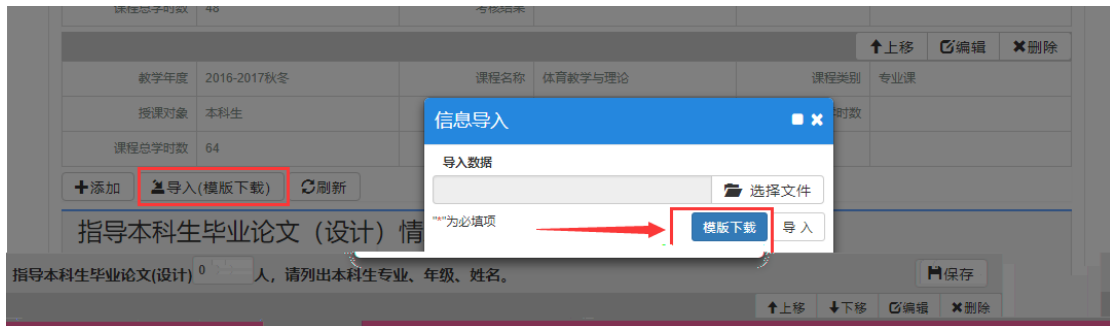 课程总学时数 48 考核结果
上移 编辑 删除
教学年度 2016-2017秋冬 课程名称 体育教学与理论 课程类别 专业课
授课对象 本科生 学时数
课程总学时数 64
信息导入
导入数据
选择文件
"*"为必填项 模版下载 导入
添加 导入(模版下载) 刷新
指导本科生毕业论文（设计）情
指导本科生毕业论文(设计) 0 人，请列出本科生专业、年级、姓名。
保存
上移 下移 编辑 删除